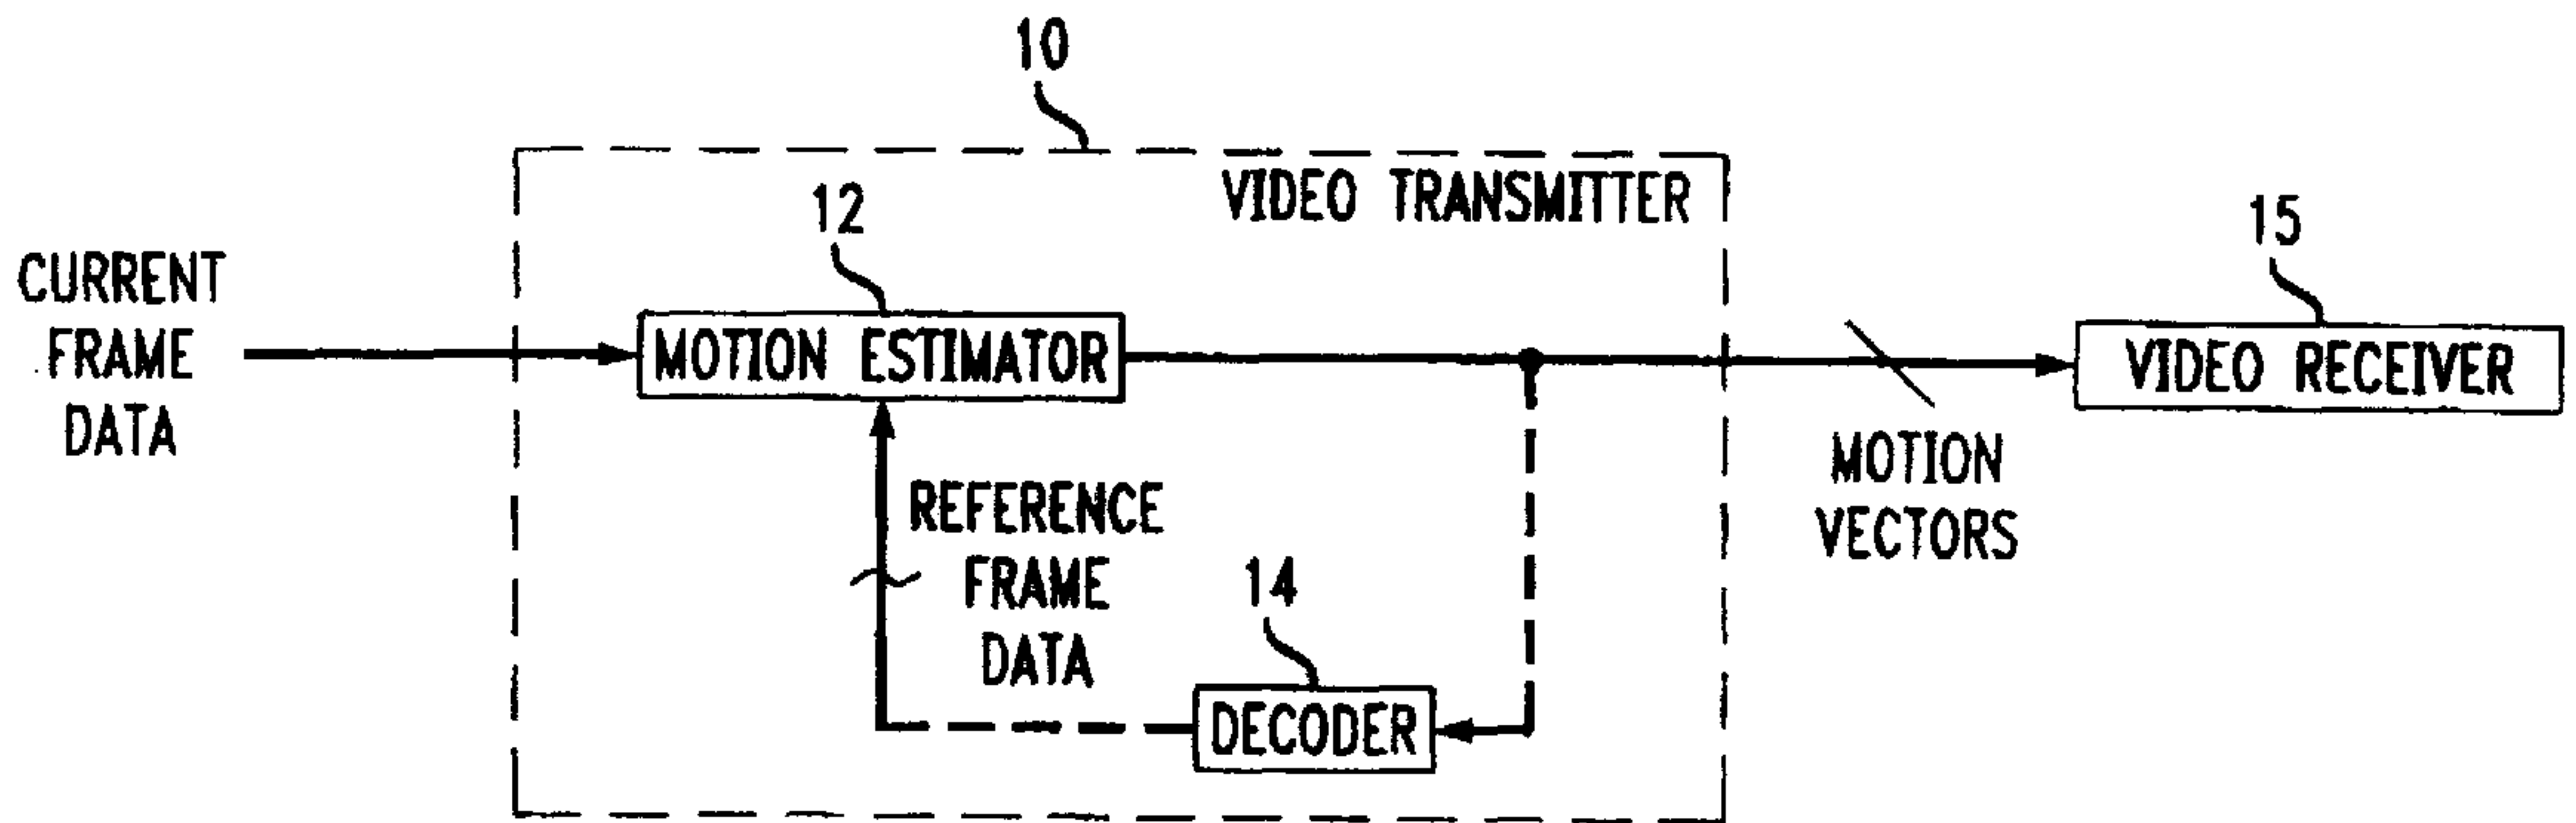 10
VIDEO TRANSMITTER
12
15
CURRENT
FRAME
DATA
MOTION ESTIMATOR
VIDEO RECEIVER
MOTION
VECTORS
REFERENCE
FRAME
DATA
14
DECODER